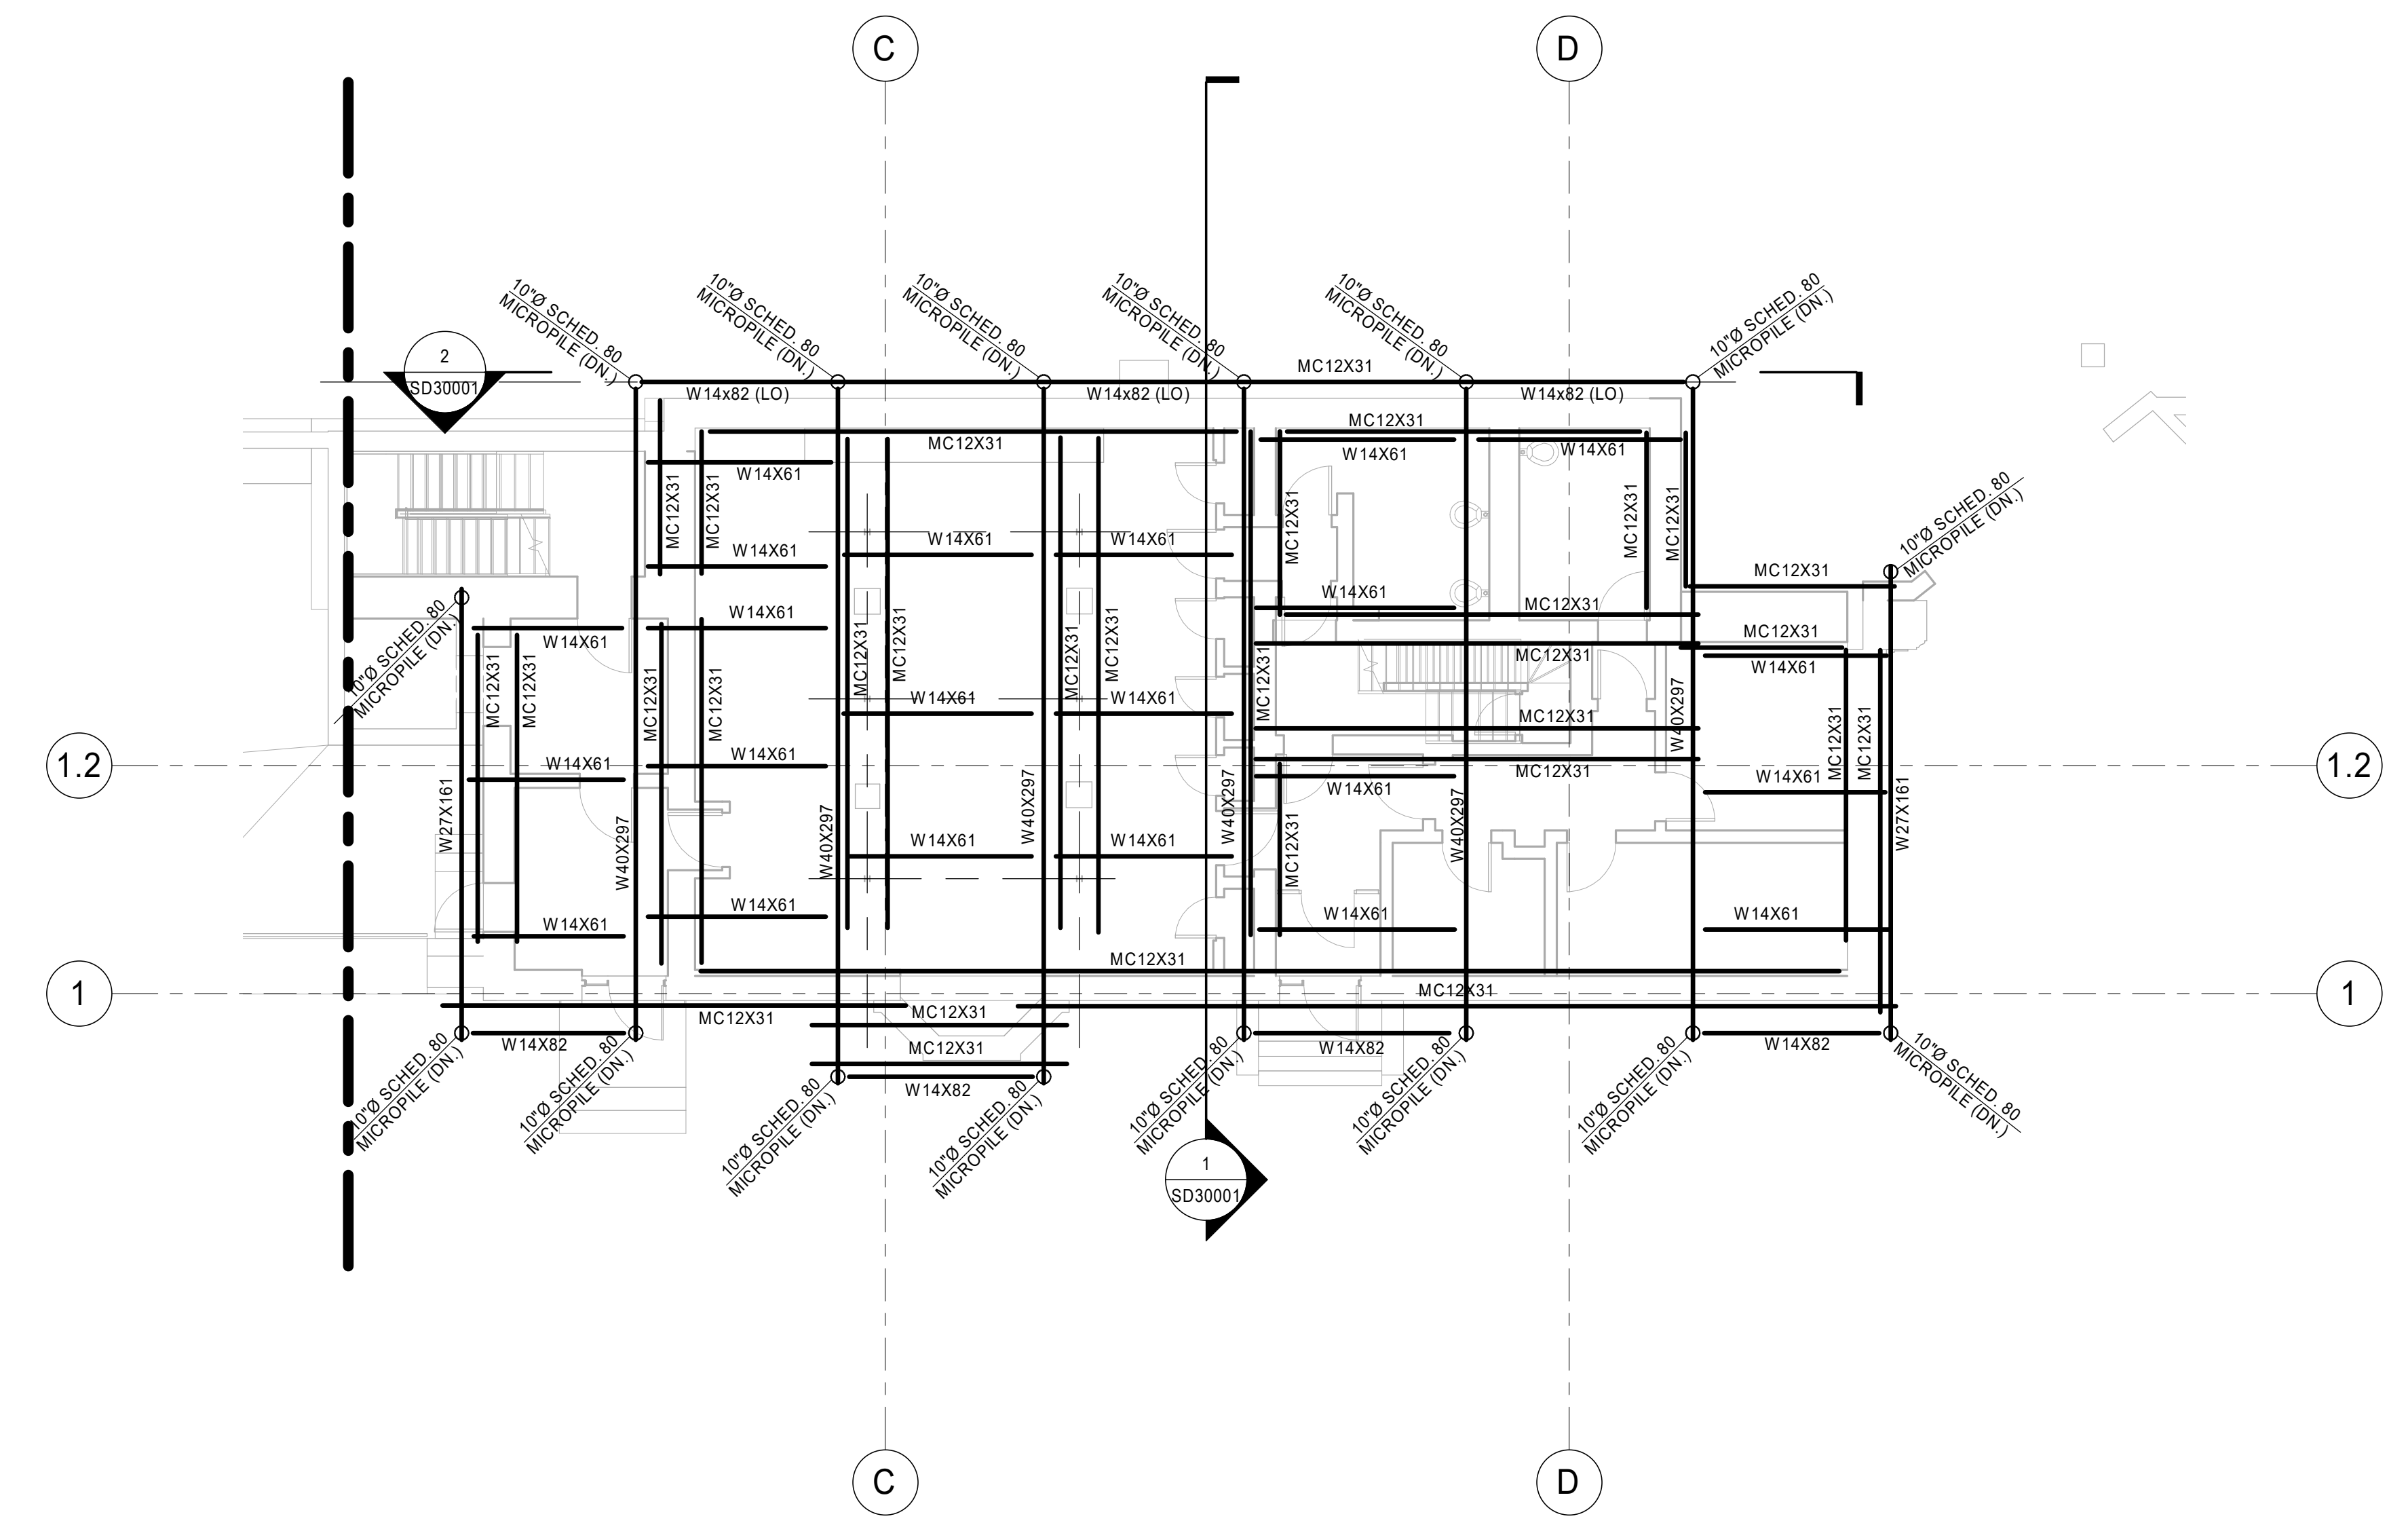 C
D
10"Ø SCHED. 80
MICROPILE (DN.)
10"Ø SCHED. 80
MICROPILE (DN.)
10"Ø SCHED. 80
MICROPILE (DN.)
10"Ø SCHED. 80
MICROPILE (DN.)
10"Ø SCHED. 80
MICROPILE (DN.)
10"Ø SCHED. 80
MICROPILE (DN.)
2
SD30001
MC12X31
W14x82 (LO)
W14x82 (LO)
W14x82 (LO)
MC12X31
MC12X31
W14X61
W14X61
W14X61
MC12X31
MC12X31
MC12X31
MC12X31
MC12X31
10"Ø SCHED. 80
MICROPILE (DN.)
W14X61
W14X61
W14X61
MC12X31
W14X61
MC12X31
10"Ø SCHED. 80
MICROPILE (DN.)
W14X61
W14X61
MC12X31
MC12X31
MC12X31
MC12X31
MC12X31
MC12X31
W14X61
MC12X31
MC12X31
MC12X31
MC12X31
MC12X31
W14X61
W14X61
MC12X31
W40X297
MC12X31
MC12X31
1.2
W14X61
W14X61
MC12X31
W14X61
W14X61
1.2
W27X161
W40X297
W40X297
W40X297
W40X297
W40X297
W27X161
W14X61
W14X61
MC12X31
W14X61
W14X61
W14X61
W14X61
W14X61
MC12X31
1
MC12X31
1
MC12X31
MC12X31
W14X82
MC12X31
W14X82
W14X82
W14X82
10"Ø SCHED. 80
MICROPILE (DN.)
10"Ø SCHED. 80
MICROPILE (DN.)
10"Ø SCHED. 80
MICROPILE (DN.)
10"Ø SCHED. 80
MICROPILE (DN.)
10"Ø SCHED. 80
MICROPILE (DN.)
10"Ø SCHED. 80
MICROPILE (DN.)
10"Ø SCHED. 80
MICROPILE (DN.)
10"Ø SCHED. 80
MICROPILE (DN.)
1
SD30001
C
D